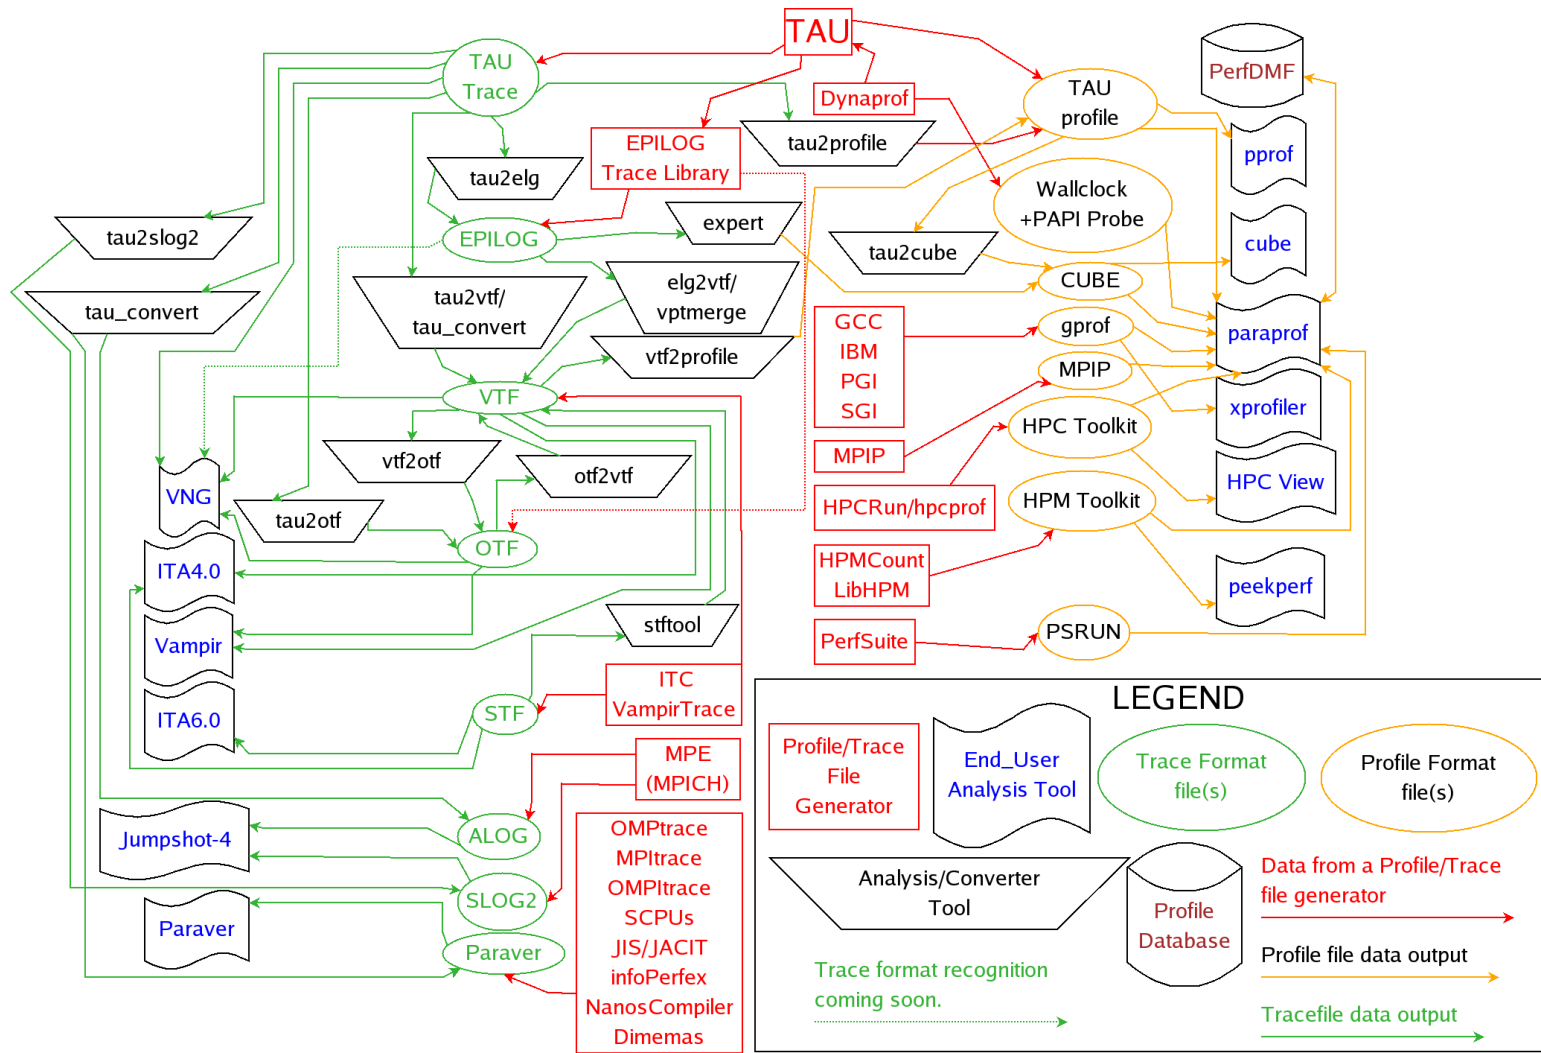 TAU
TAU
Trace
PerfDMF
TAU
profile
Dynaprof
EPILOG
Trace Library
tau2profile
pprof
tau2elg
Wallclock
+PAPI Probe
expert
tau2slog2
EPILOG
tau2cube
cube
CUBE
tau_convert
tau2vtf/
tau_convert
elg2vtf/
vptmerge
GCC
IBM
PGI
SGI
gprof
paraprof
vtf2profile
MPIP
VTF
xprofiler
HPC Toolkit
MPIP
vtf2otf
otf2vtf
HPC View
VNG
HPCRun/hpcprof
HPM Toolkit
tau2otf
OTF
ITA4.0
HPMCount
LibHPM
peekperf
Vampir
stftool
PerfSuite
PSRUN
ITA6.0
STF
ITC
VampirTrace
MPE
(MPICH)
Jumpshot-4
ALOG
OMPtrace
MPItrace
OMPItrace
SCPUs
JIS/JACIT
infoPerfex
NanosCompiler
Dimemas
SLOG2
Paraver
Paraver
LEGEND
Profile/Trace
File
Generator
End_User
Analysis Tool
Trace Format
file(s)
Profile Format
file(s)
Analysis/Converter
Tool
Profile
Database
Data from a Profile/Trace
file generator
Profile file data output
Trace format recognition
coming soon.
Tracefile data output